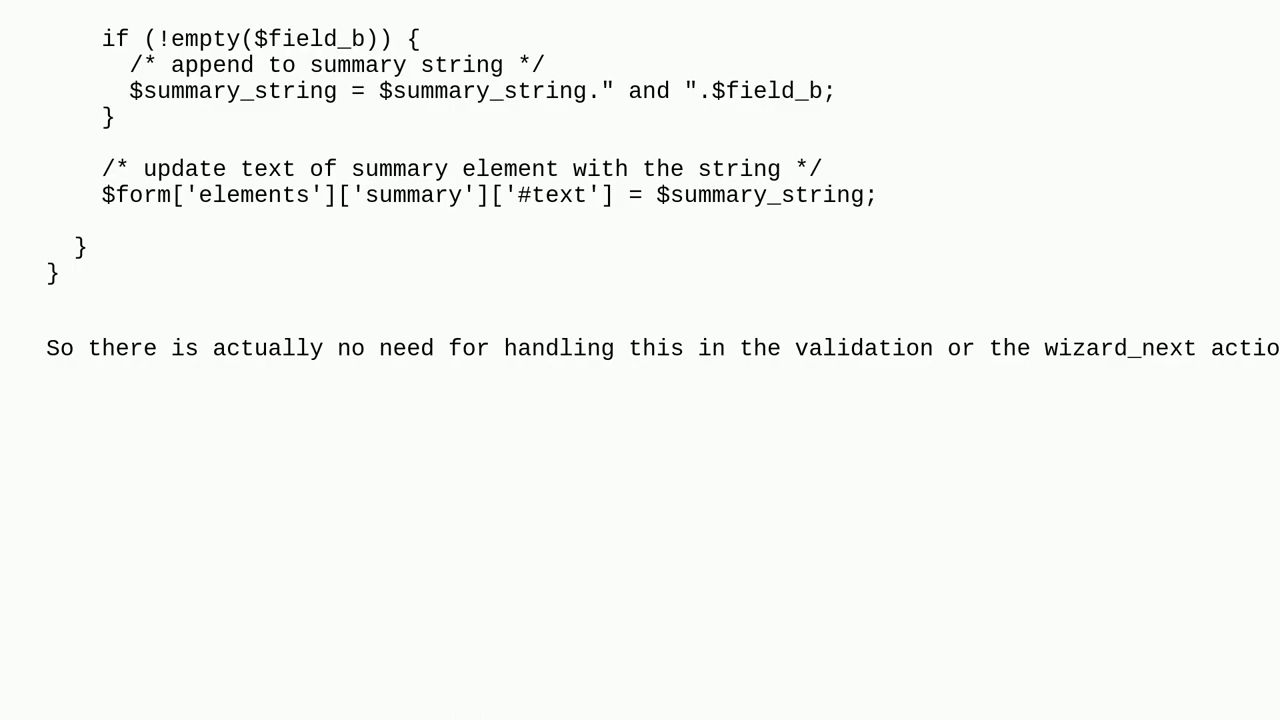 if (!empty($field_b)) {
/* append to summary string */
$summary_string = $summary_string." and ".$field_b;
}
/* update text of summary element with the string */
$form['elements']['summary']['#text'] = $summary_string;
}
}
So there is actually no need for handling this in the validation or the wizard_next actio